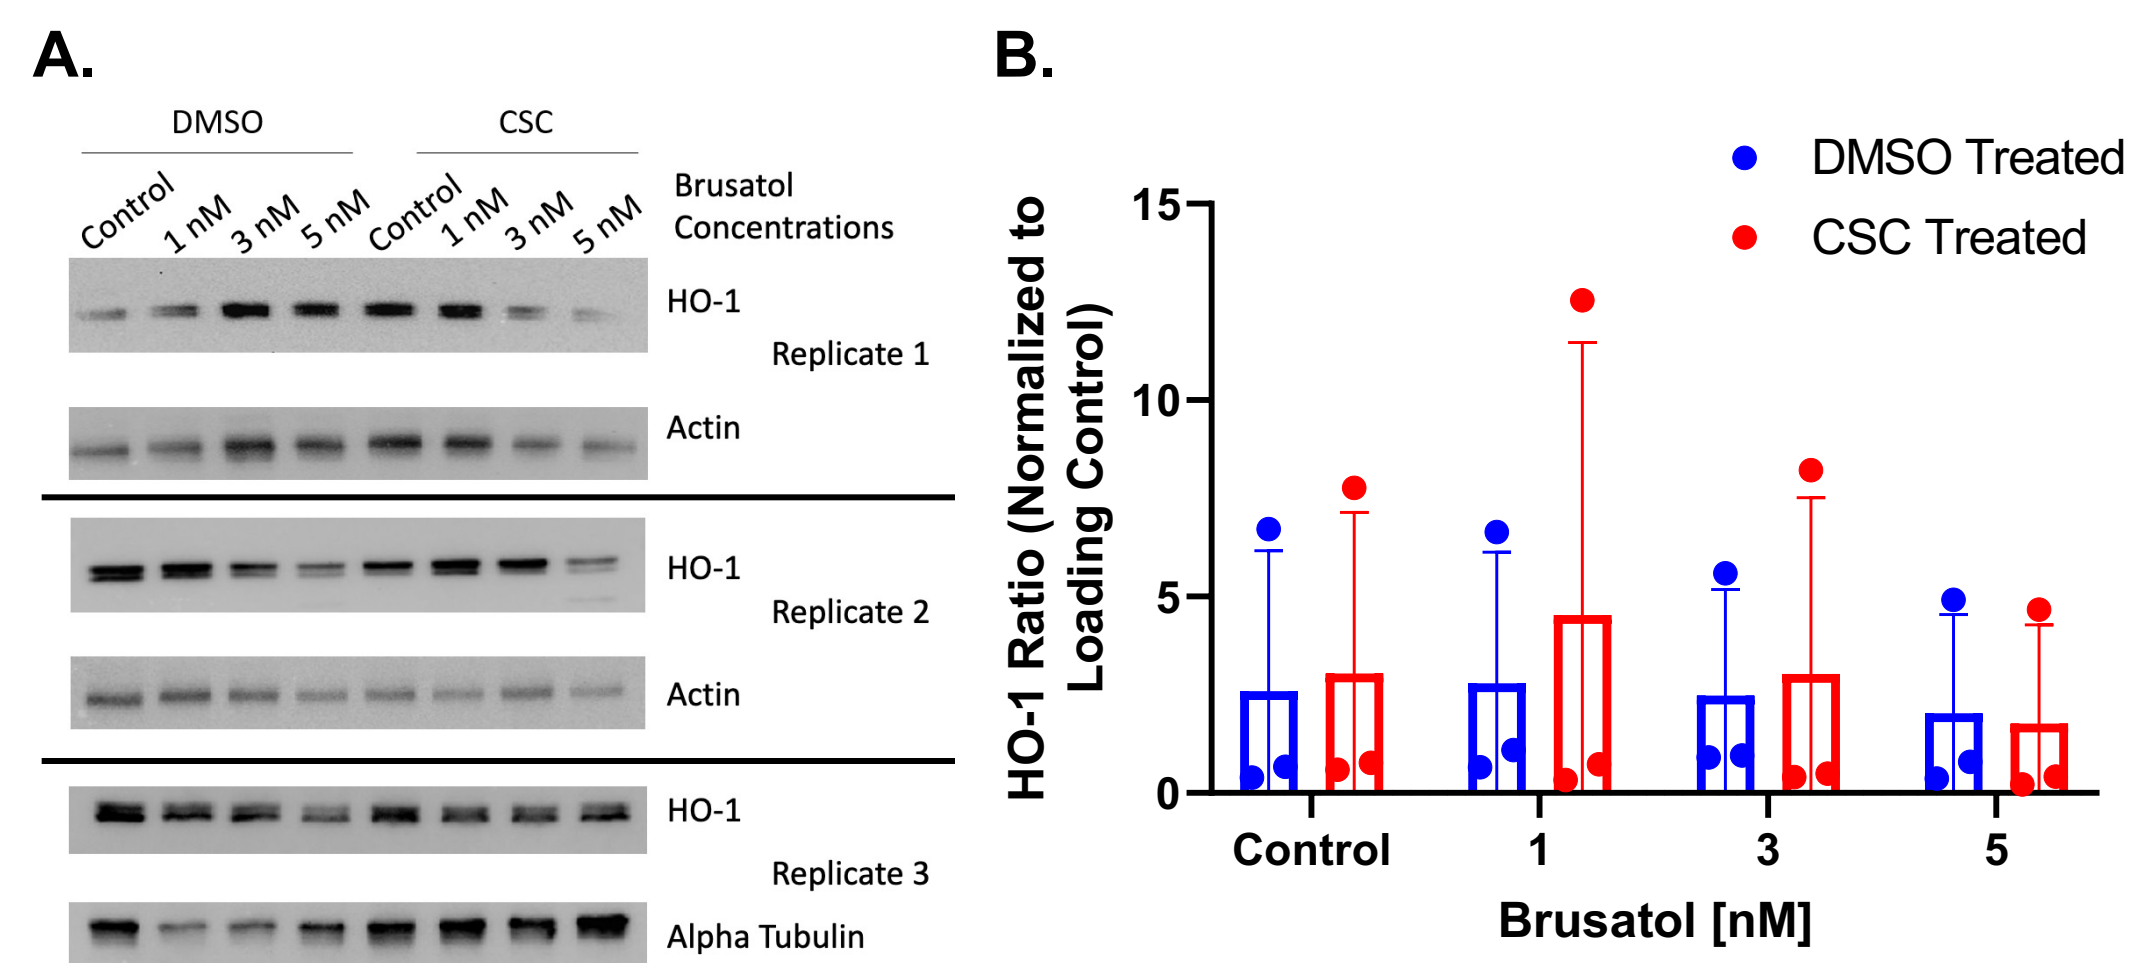 A.
DMSO
CSC
Control
1 nM
3 nM
5 nM
Control
1 nM
3 nM
5 nM
Brusatol
Concentrations
HO-1
Replicate 1
Actin
HO-1
Replicate 2
Actin
HO-1
Replicate 3
Alpha Tubulin
B.
DMSO Treated
CSC Treated
HO-1 Ratio (Normalized to
Loading Control)
15
10
5
0
Control
1
3
5
Brusatol [nM]